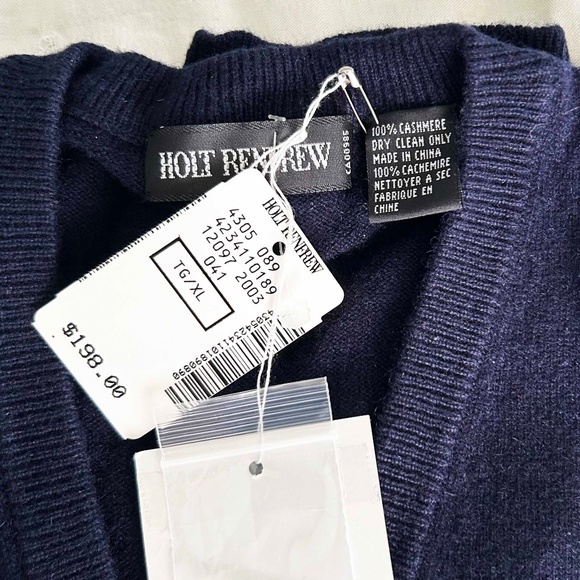 HOLT RENFREW
CA00985
100% CASHMERE
DRY CLEAN ONLY
MADE IN CHINA
100% CACHEMIRE
NETTOYER A SEC
FABRIQUE EN
CHINE
HOLT RENFREW
4305 089
4234110189
12097 2003
041
TG/XL
$198.00